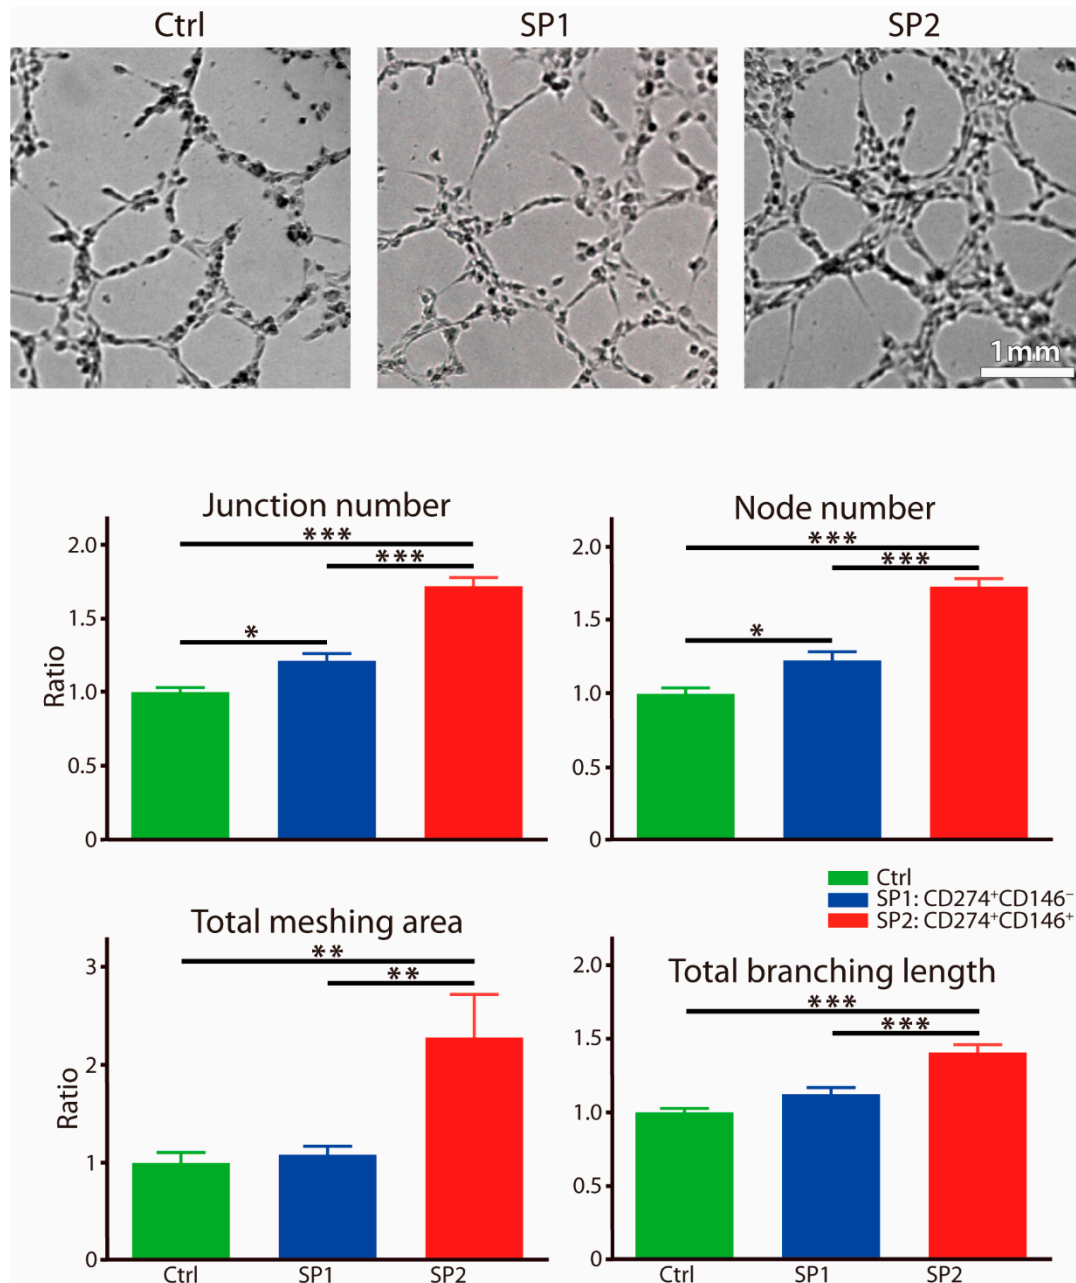 Ctrl SP1 SP2
1mm
Junction number
Ratio
2.0
1.5
1.0
0.5
0
***
***
*
Node number
2.0
1.5
1.0
0.5
0
***
***
*
Ctrl
SP1: CD274⁺CD146⁻
SP2: CD274⁺CD146⁺
Total meshing area
Ratio
3
2
1
0
**
**
Ctrl SP1 SP2
Total branching length
2.0
1.5
1.0
0.5
0
***
***
Ctrl SP1 SP2